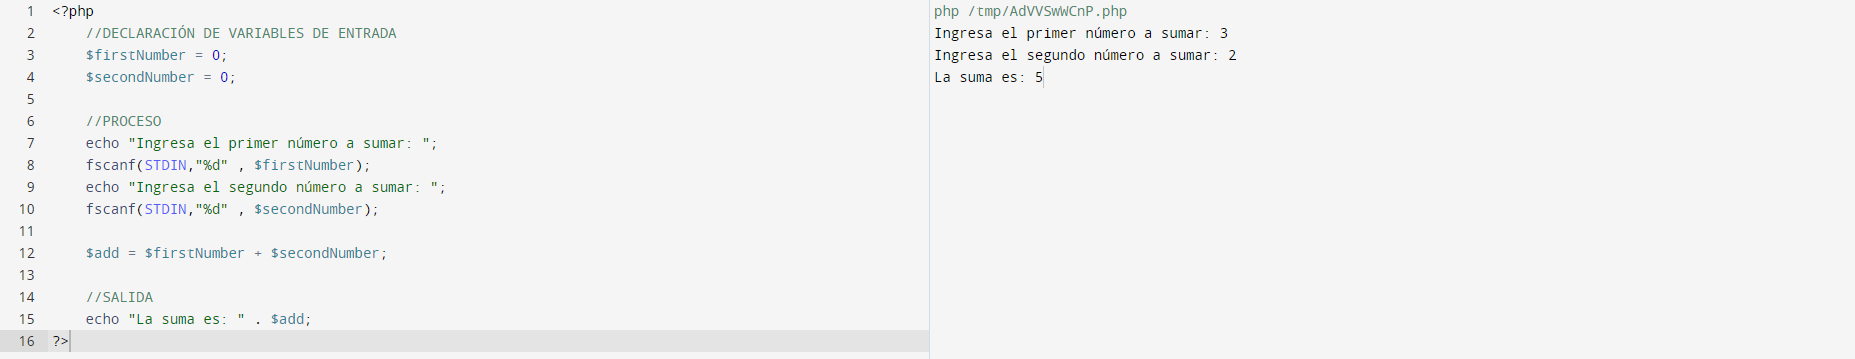 1 <?php
2 //DECLARACIÓN DE VARIABLES DE ENTRADA
3 $firstNumber = 0;
4 $secondNumber = 0;
5
6 //PROCESO
7 echo "Ingresa el primer número a sumar: ";
8 fscanf(STDIN,"%d" , $firstNumber);
9 echo "Ingresa el segundo número a sumar: ";
10 fscanf(STDIN,"%d" , $secondNumber);
11
12 $add = $firstNumber + $secondNumber;
13
14 //SALIDA
15 echo "La suma es: " . $add;
16 ?>
php /tmp/AdVVSwWCnP.php
Ingresa el primer número a sumar: 3
Ingresa el segundo número a sumar: 2
La suma es: 5